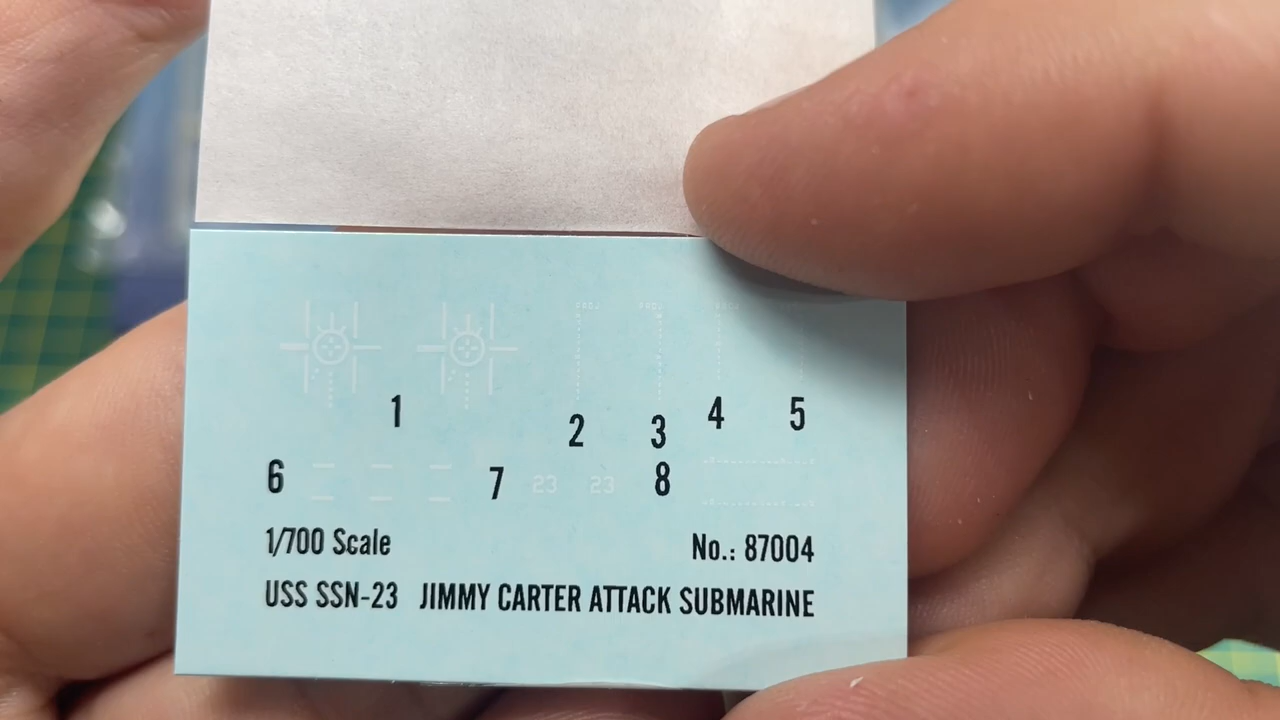 1 2 3 4 5
6 7 23 23 8
1/700 Scale No.: 87004
USS SSN-23 JIMMY CARTER ATTACK SUBMARINE